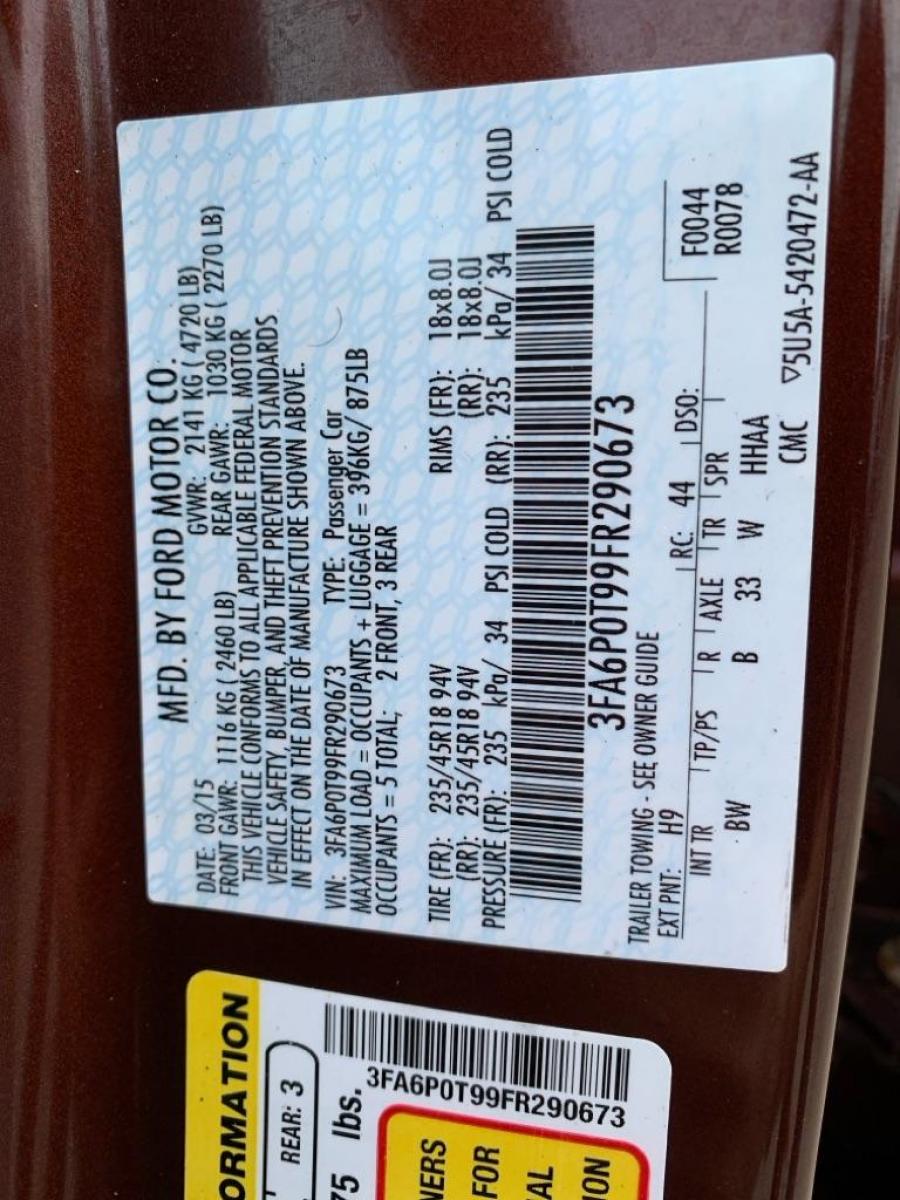 MFD. BY FORD MOTOR CO.
DATE: 03/15 GVWR: 2141 KG ( 4720 LB)
FRONT GAWR: 1116 KG ( 2460 LB) REAR GAWR: 1030 KG ( 2270 LB)
THIS VEHICLE CONFORMS TO ALL APPLICABLE FEDERAL MOTOR
VEHICLE SAFETY, BUMPER, AND THEFT PREVENTION STANDARDS
IN EFFECT ON THE DATE OF MANUFACTURE SHOWN ABOVE.
VIN: 3FA6P0T99FR290673 TYPE: Passenger Car
MAXIMUM LOAD = OCCUPANTS + LUGGAGE = 396KG/ 875LB
OCCUPANTS = 5 TOTAL; 2 FRONT, 3 REAR
TIRE (FR): 235/45R18 94V RIMS (FR): 18x8.0J
(RR): 235/45R18 94V (RR): 18x8.0J
PRESSURE (FR): 235 kPa/ 34 PSI COLD (RR): 235 kPa/ 34 PSI COLD
3FA6P0T99FR290673
TRAILER TOWING - SEE OWNER GUIDE
EXT PNT: H9 RC: 44 DSO: F0044
R0078
INT TR TP/PS R AXLE TR SPR
BW B 33 W HHAA
CMC ▽5U5A-5420472-AA
ORMATION
REAR: 3
75 lbs.
3FA6P0T99FR290673
NERS
FOR
AL
ION